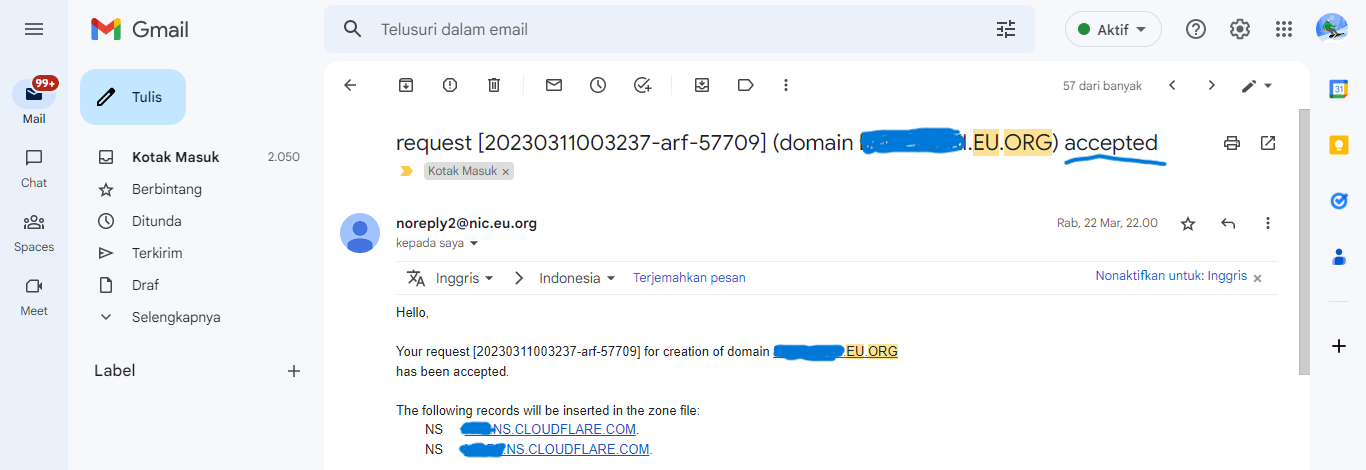 Gmail
Telusuri dalam email
Aktif
99+
Mail
Chat
Spaces
Meet
Tulis
Kotak Masuk 2.050
Berbintang
Ditunda
Terkirim
Draf
Selengkapnya
Label
57 dari banyak
request [20230311003237-arf-57709] (domain .EU.ORG) accepted
Kotak Masuk ×
noreply2@nic.eu.org
Rab, 22 Mar, 22.00
kepada saya
Inggris > Indonesia Terjemahkan pesan
Nonaktifkan untuk: Inggris ×
Hello,
Your request [20230311003237-arf-57709] for creation of domain .EU.ORG
has been accepted.
The following records will be inserted in the zone file:
NS NS.CLOUDFLARE.COM.
NS NS.CLOUDFLARE.COM.
31